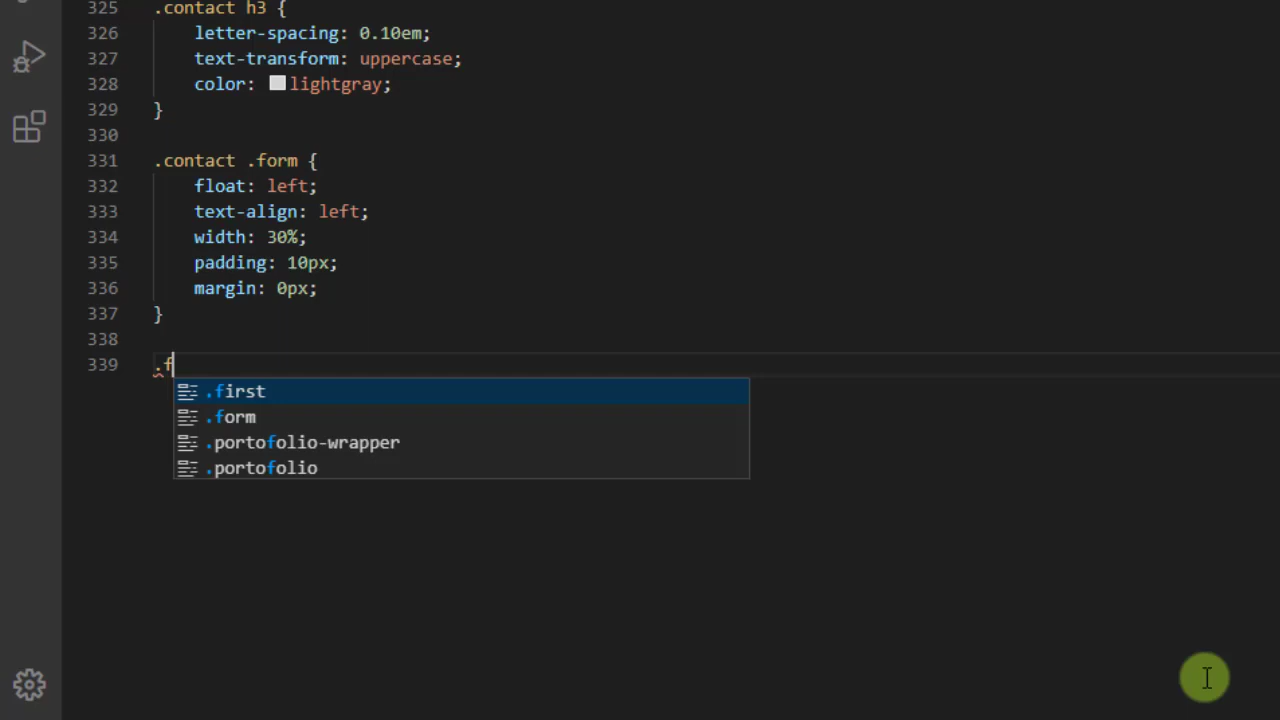 325 .contact h3 {
326 letter-spacing: 0.10em;
327 text-transform: uppercase;
328 color: lightgray;
329 }
330
331 .contact .form {
332 float: left;
333 text-align: left;
334 width: 30%;
335 padding: 10px;
336 margin: 0px;
337 }
338
339 .f
.first
.form
.portofolio-wrapper
.portofolio